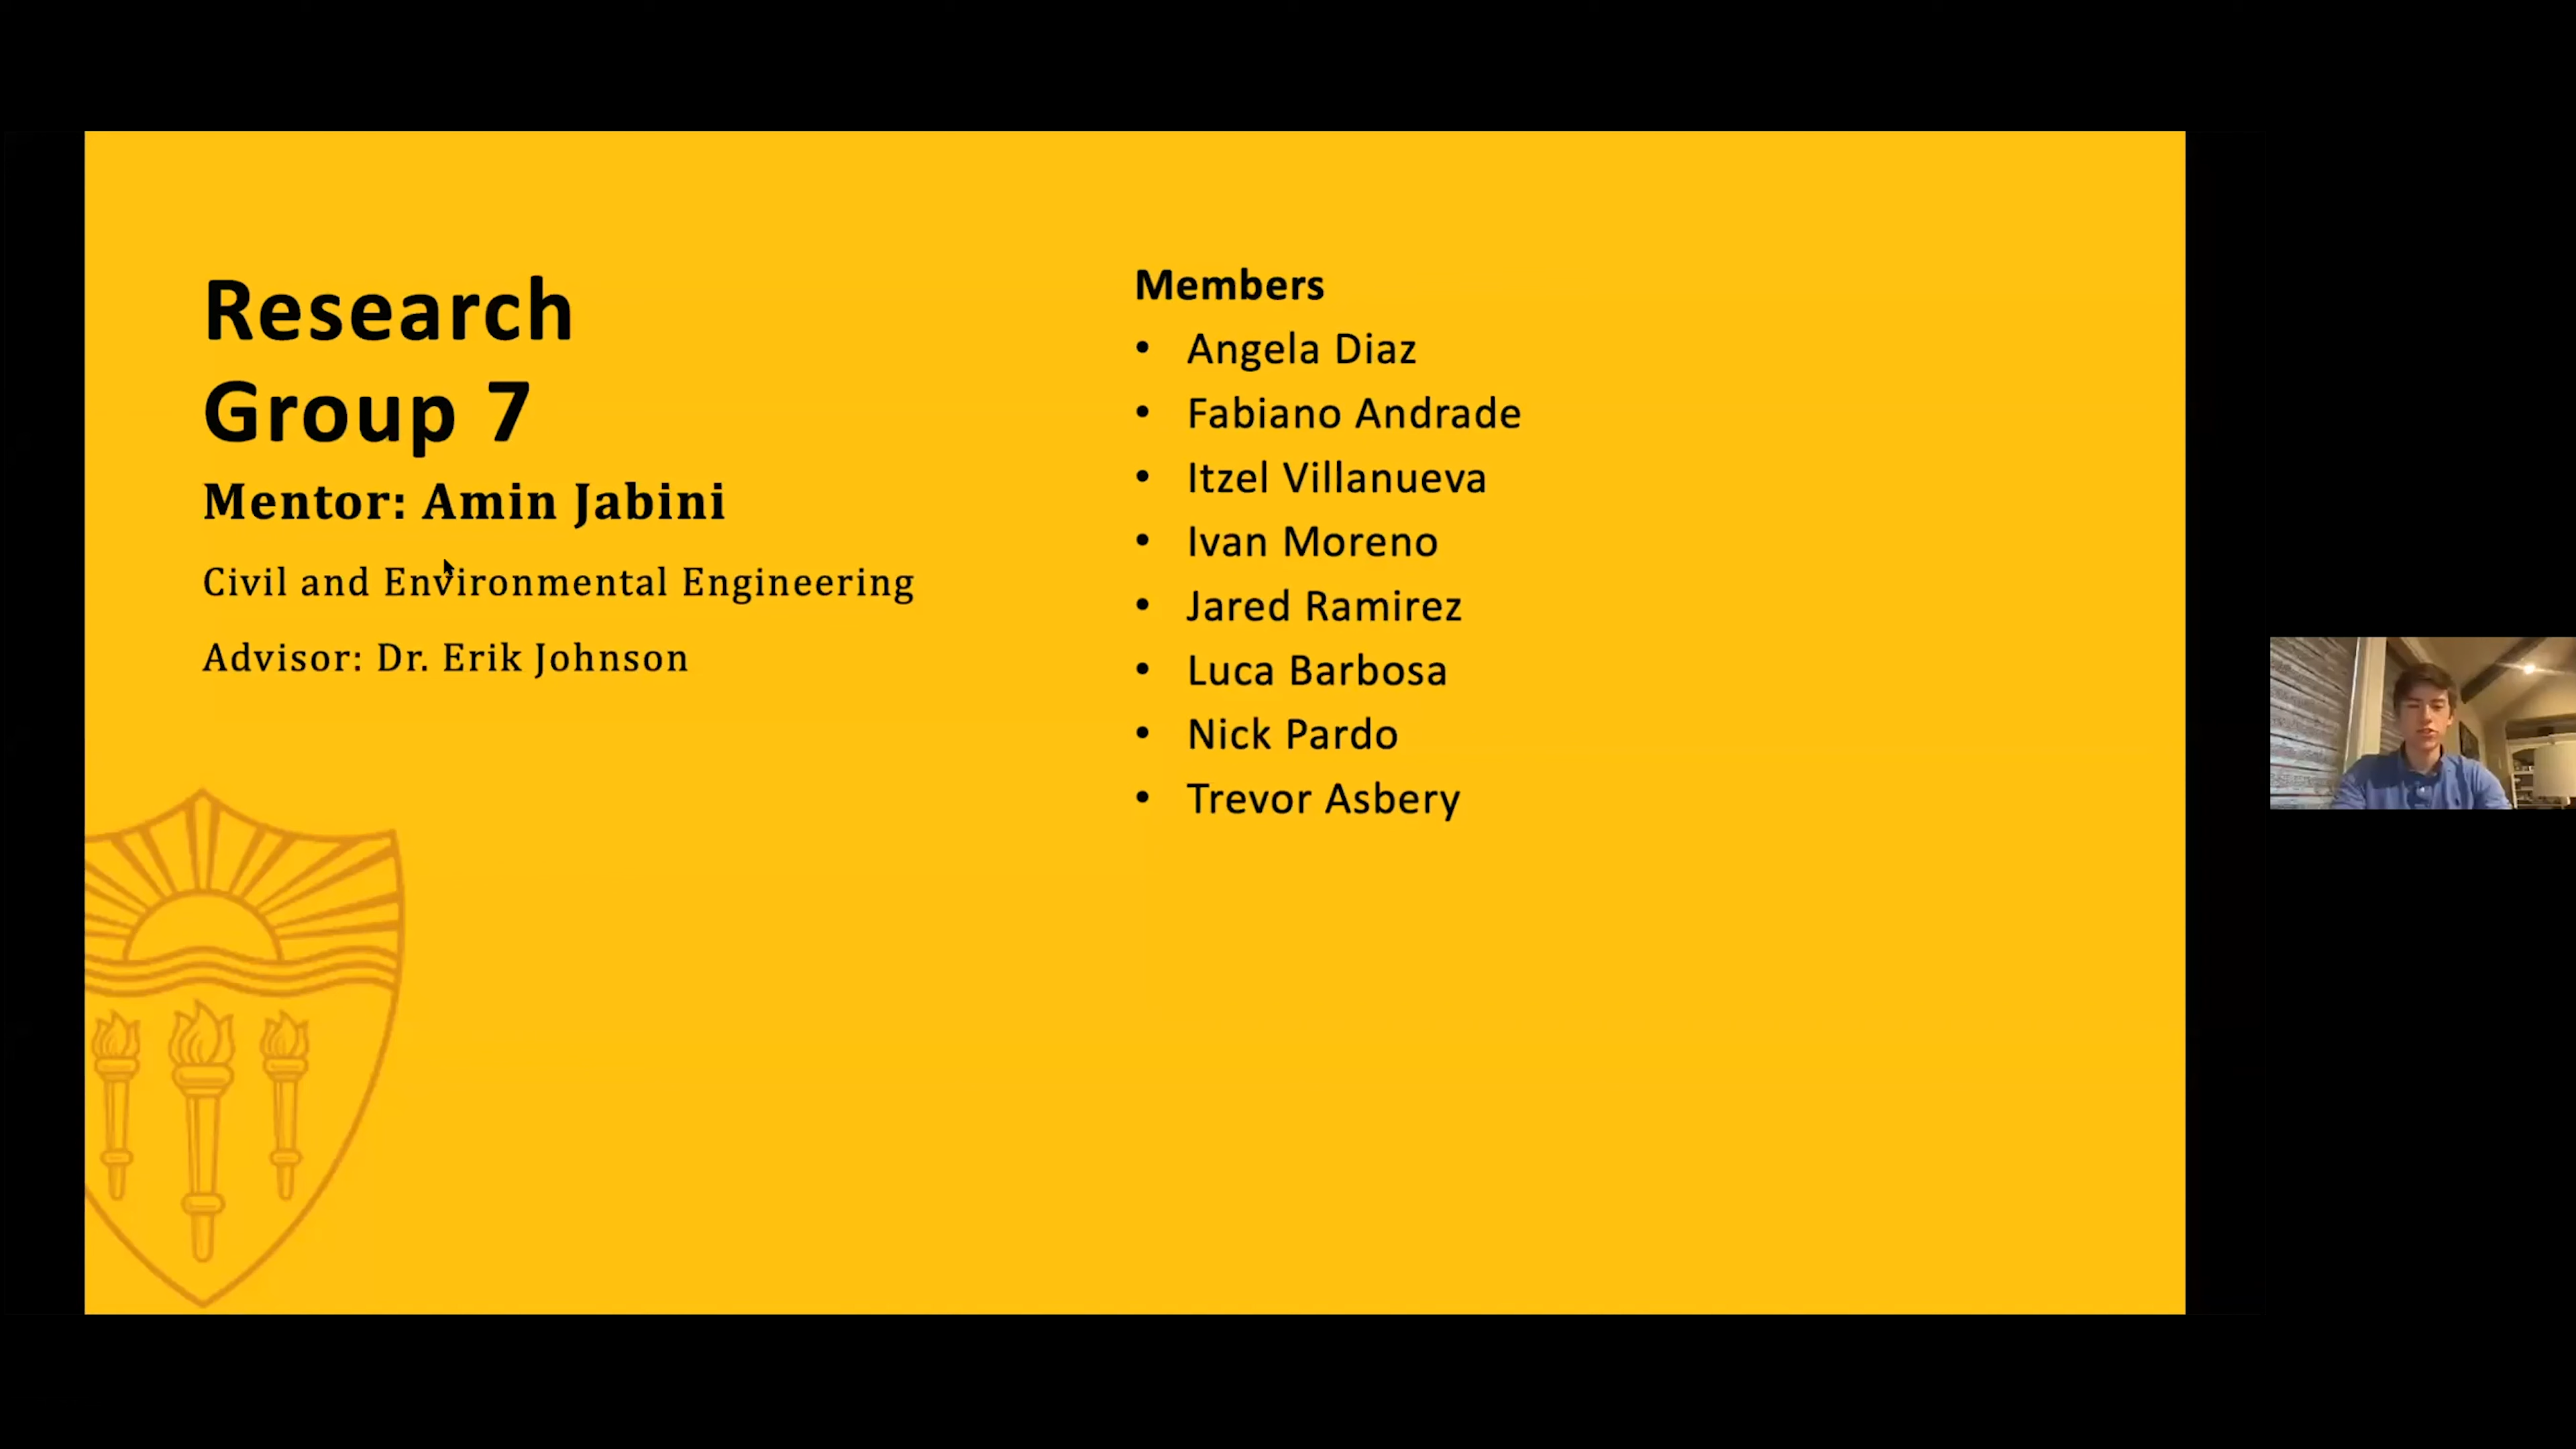 Research
Group 7
Mentor: Amin Jabini
Civil and Environmental Engineering
Advisor: Dr. Erik Johnson
Members
• Angela Diaz
• Fabiano Andrade
• Itzel Villanueva
• Ivan Moreno
• Jared Ramirez
• Luca Barbosa
• Nick Pardo
• Trevor Asbery